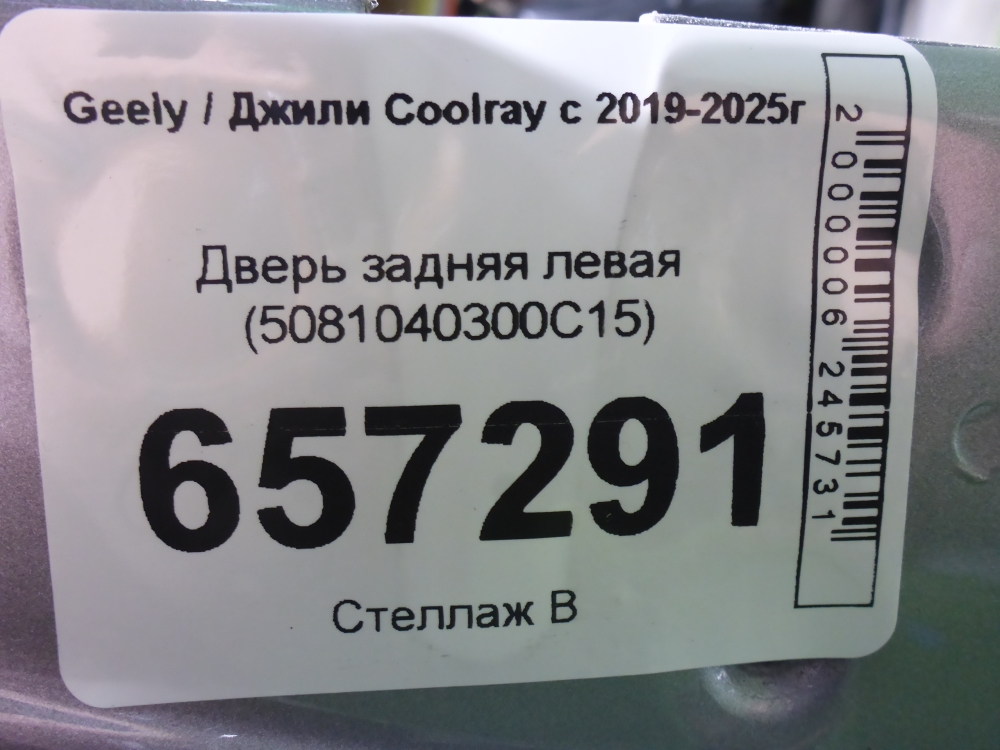 Geely / Джили Coolray с 2019-2025г
Дверь задняя левая
(5081040300C15)
657291
Стеллаж В
2000006245731